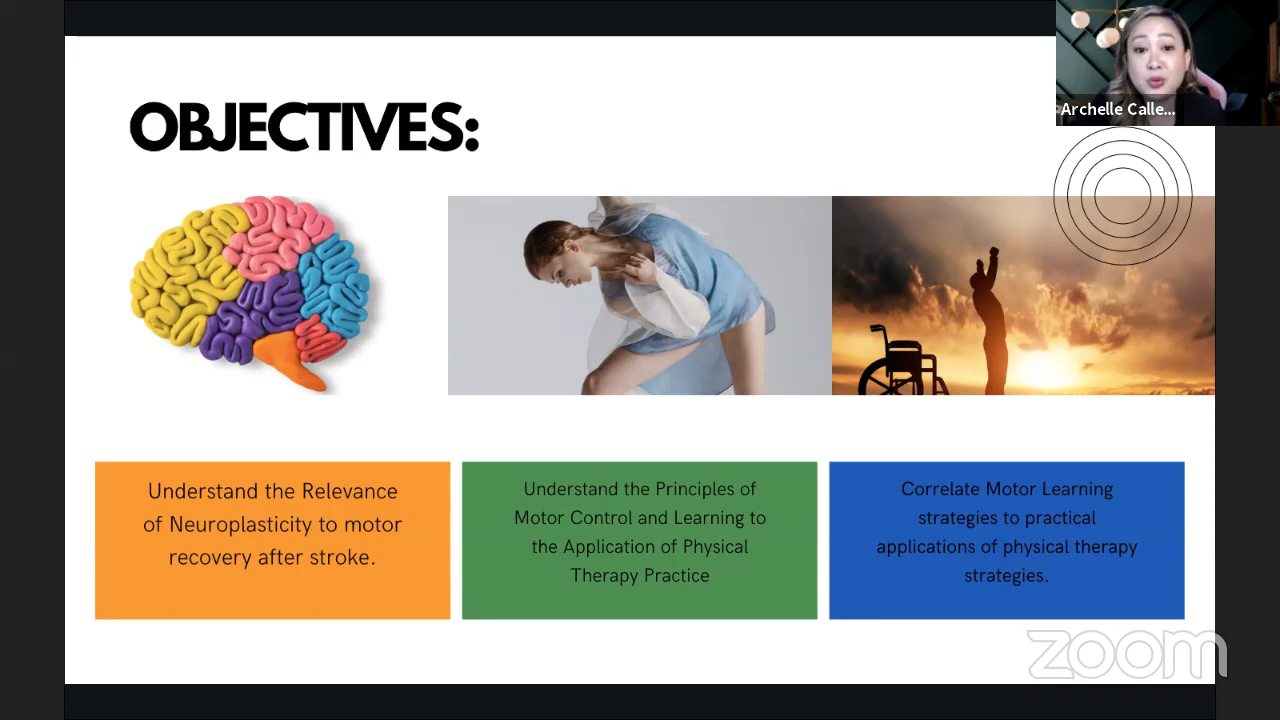 OBJECTIVES:
Archelle Calle...
Understand the Relevance
of Neuroplasticity to motor
recovery after stroke.
Understand the Principles of
Motor Control and Learning to
the Application of Physical
Therapy Practice
Correlate Motor Learning
strategies to practical
applications of physical therapy
strategies.
zoom